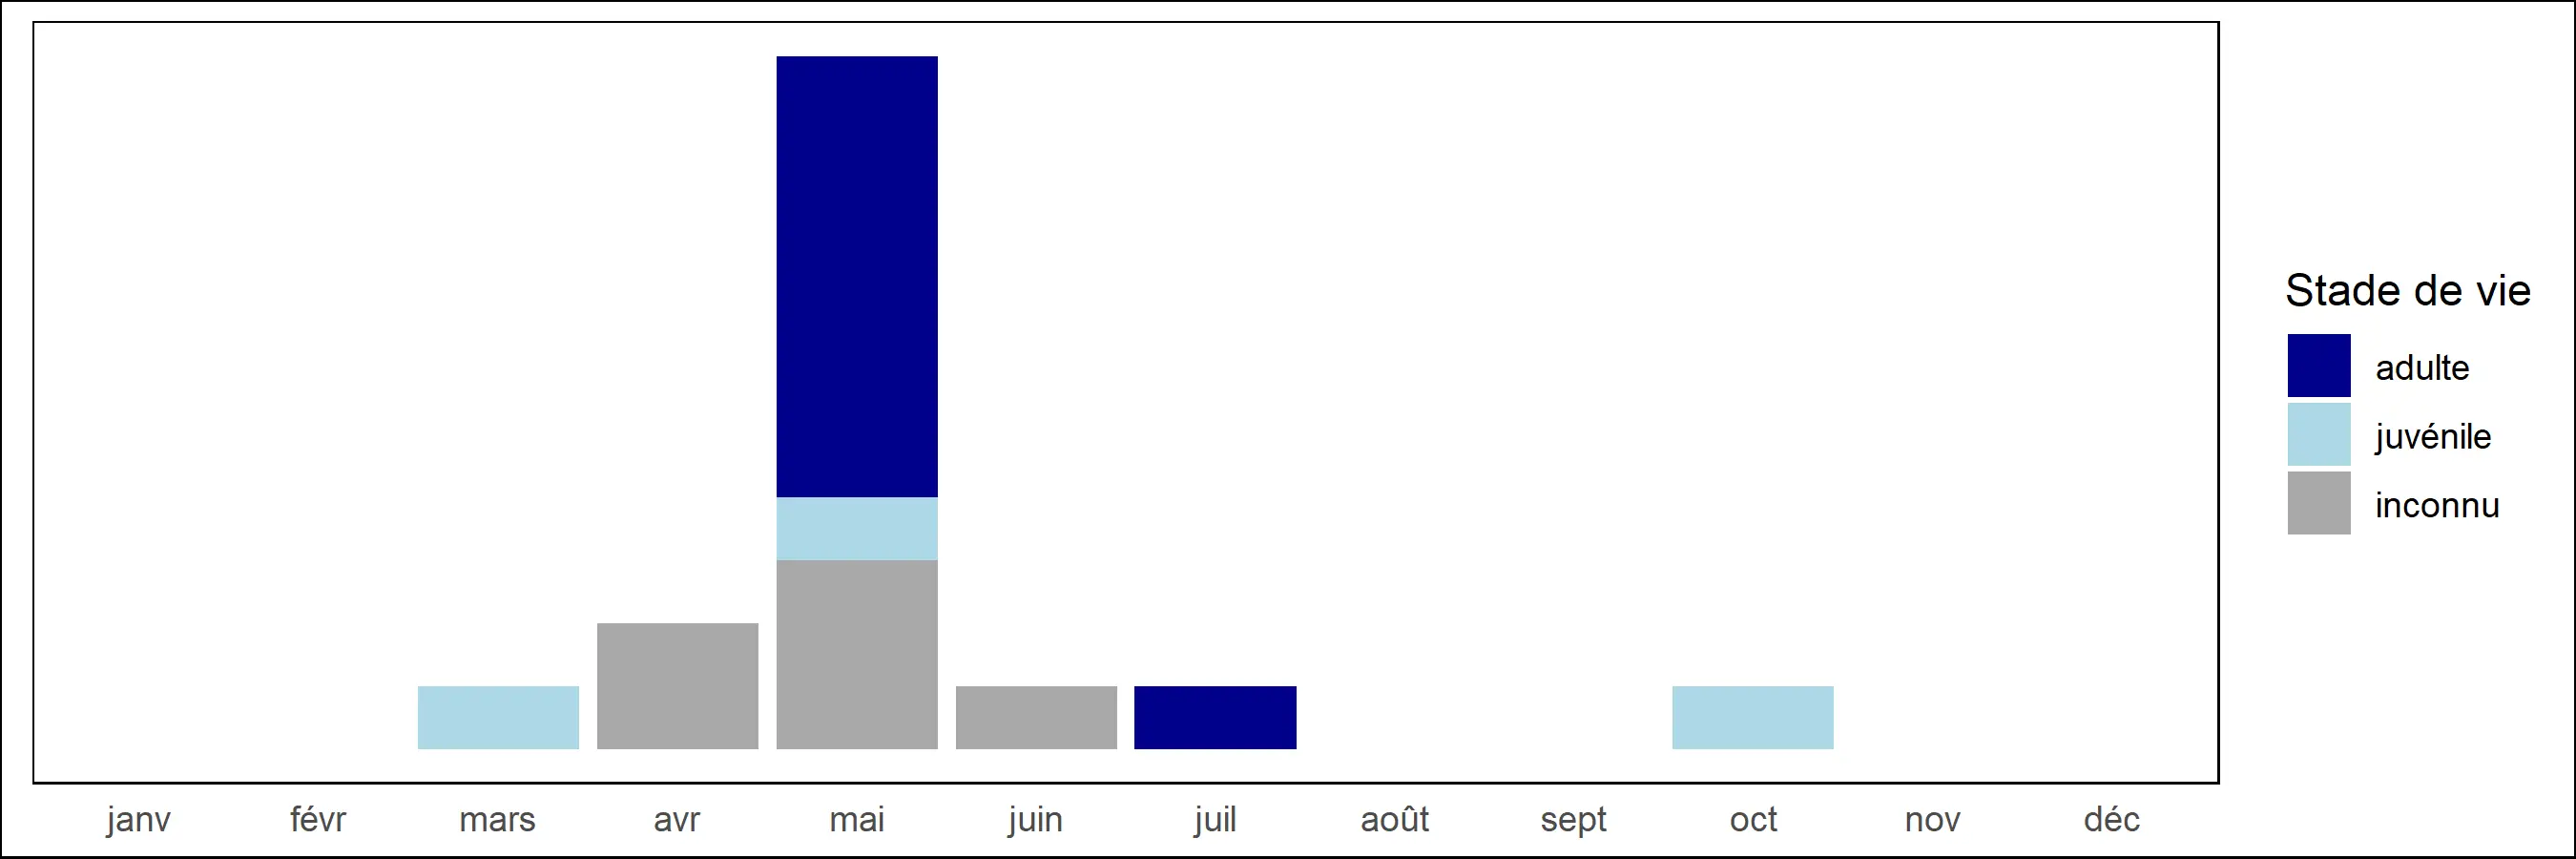 Stade de vie
adulte
juvénile
inconnu
janv févr mars avr mai juin juil août sept oct nov déc